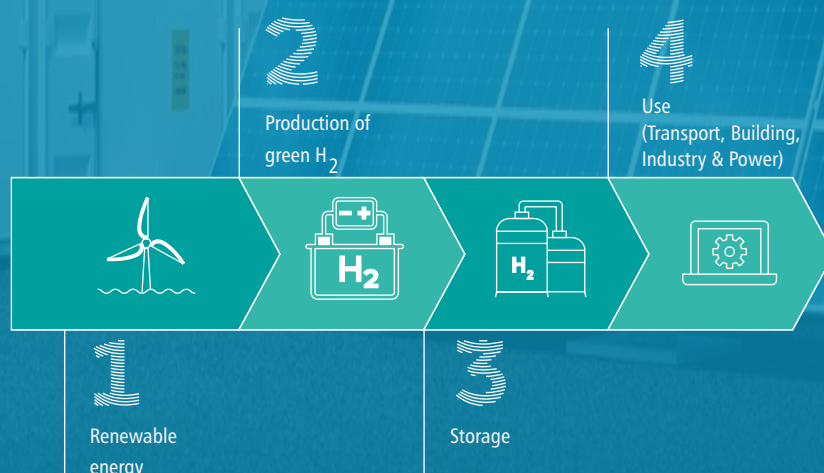 1
Renewable
energy
2
Production of
green H2
- +
H2
3
Storage
H2
4
Use
(Transport, Building,
Industry & Power)